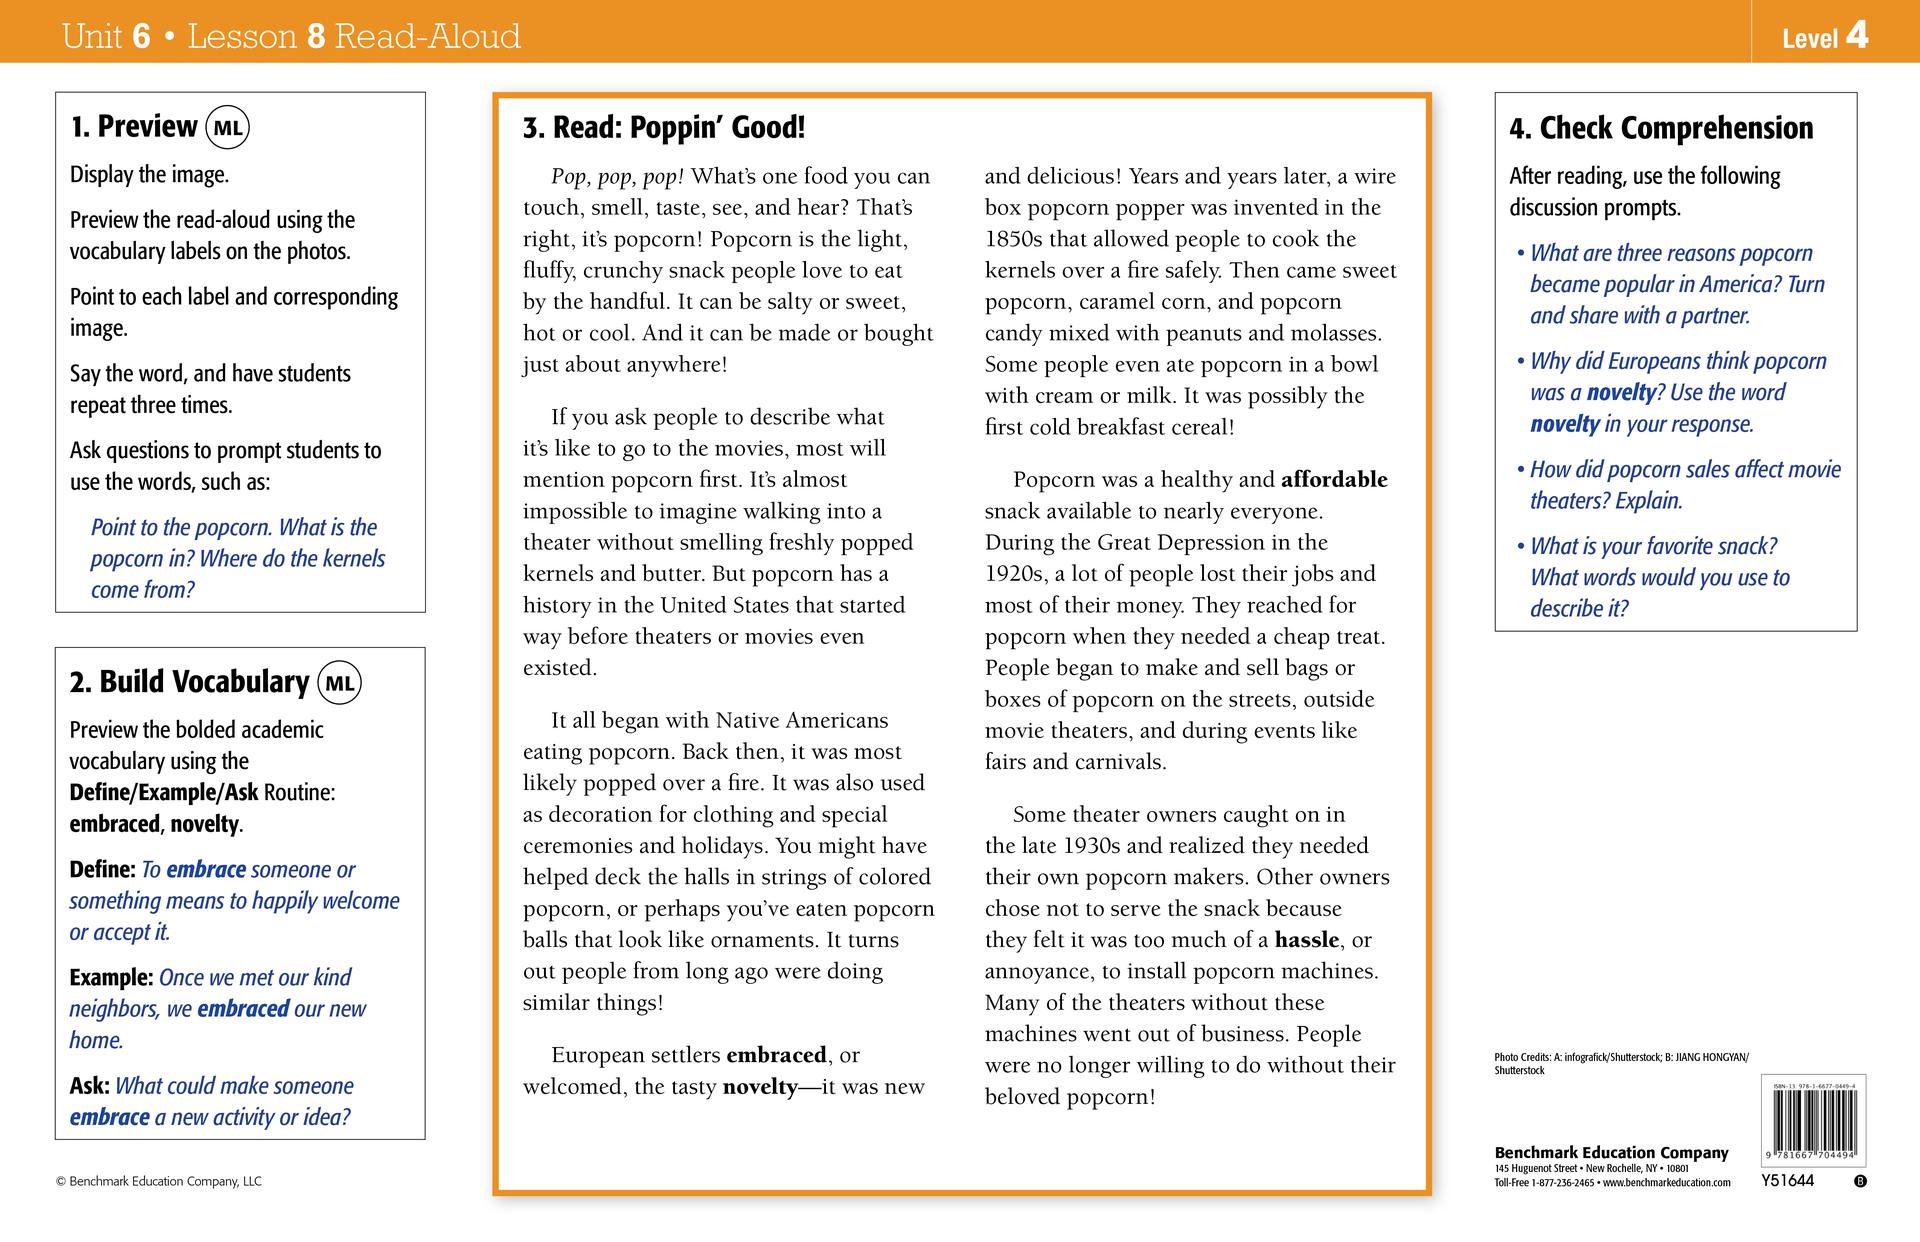 Unit 6 • Lesson 8 Read-Aloud
Level 4
1. Preview ML
Display the image.
Preview the read-aloud using the
vocabulary labels on the photos.
Point to each label and corresponding
image.
Say the word, and have students
repeat three times.
Ask questions to prompt students to
use the words, such as:
Point to the popcorn. What is the
popcorn in? Where do the kernels
come from?
2. Build Vocabulary ML
Preview the bolded academic
vocabulary using the
Define/Example/Ask Routine:
embraced, novelty.
Define: To embrace someone or
something means to happily welcome
or accept it.
Example: Once we met our kind
neighbors, we embraced our new
home.
Ask: What could make someone
embrace a new activity or idea?
© Benchmark Education Company, LLC
3. Read: Poppin’ Good!
Pop, pop, pop! What’s one food you can
touch, smell, taste, see, and hear? That’s
right, it’s popcorn! Popcorn is the light,
fluffy, crunchy snack people love to eat
by the handful. It can be salty or sweet,
hot or cool. And it can be made or bought
just about anywhere!
If you ask people to describe what
it’s like to go to the movies, most will
mention popcorn first. It’s almost
impossible to imagine walking into a
theater without smelling freshly popped
kernels and butter. But popcorn has a
history in the United States that started
way before theaters or movies even
existed.
It all began with Native Americans
eating popcorn. Back then, it was most
likely popped over a fire. It was also used
as decoration for clothing and special
ceremonies and holidays. You might have
helped deck the halls in strings of colored
popcorn, or perhaps you’ve eaten popcorn
balls that look like ornaments. It turns
out people from long ago were doing
similar things!
European settlers embraced, or
welcomed, the tasty novelty—it was new
and delicious! Years and years later, a wire
box popcorn popper was invented in the
1850s that allowed people to cook the
kernels over a fire safely. Then came sweet
popcorn, caramel corn, and popcorn
candy mixed with peanuts and molasses.
Some people even ate popcorn in a bowl
with cream or milk. It was possibly the
first cold breakfast cereal!
Popcorn was a healthy and affordable
snack available to nearly everyone.
During the Great Depression in the
1920s, a lot of people lost their jobs and
most of their money. They reached for
popcorn when they needed a cheap treat.
People began to make and sell bags or
boxes of popcorn on the streets, outside
movie theaters, and during events like
fairs and carnivals.
Some theater owners caught on in
the late 1930s and realized they needed
their own popcorn makers. Other owners
chose not to serve the snack because
they felt it was too much of a hassle, or
annoyance, to install popcorn machines.
Many of the theaters without these
machines went out of business. People
were no longer willing to do without their
beloved popcorn!
4. Check Comprehension
After reading, use the following
discussion prompts.
• What are three reasons popcorn
became popular in America? Turn
and share with a partner.
• Why did Europeans think popcorn
was a novelty? Use the word
novelty in your response.
• How did popcorn sales affect movie
theaters? Explain.
• What is your favorite snack?
What words would you use to
describe it?
Photo Credits: A: infografick/Shutterstock; B: JIANG HONGYAN/
Shutterstock
Benchmark Education Company
145 Huguenot Street • New Rochelle, NY • 10801
Toll-Free 1-877-236-2465 • www.benchmarkeducation.com
ISBN-13 978-1-6677-0449-4
9 781667 704494
Y51644
B